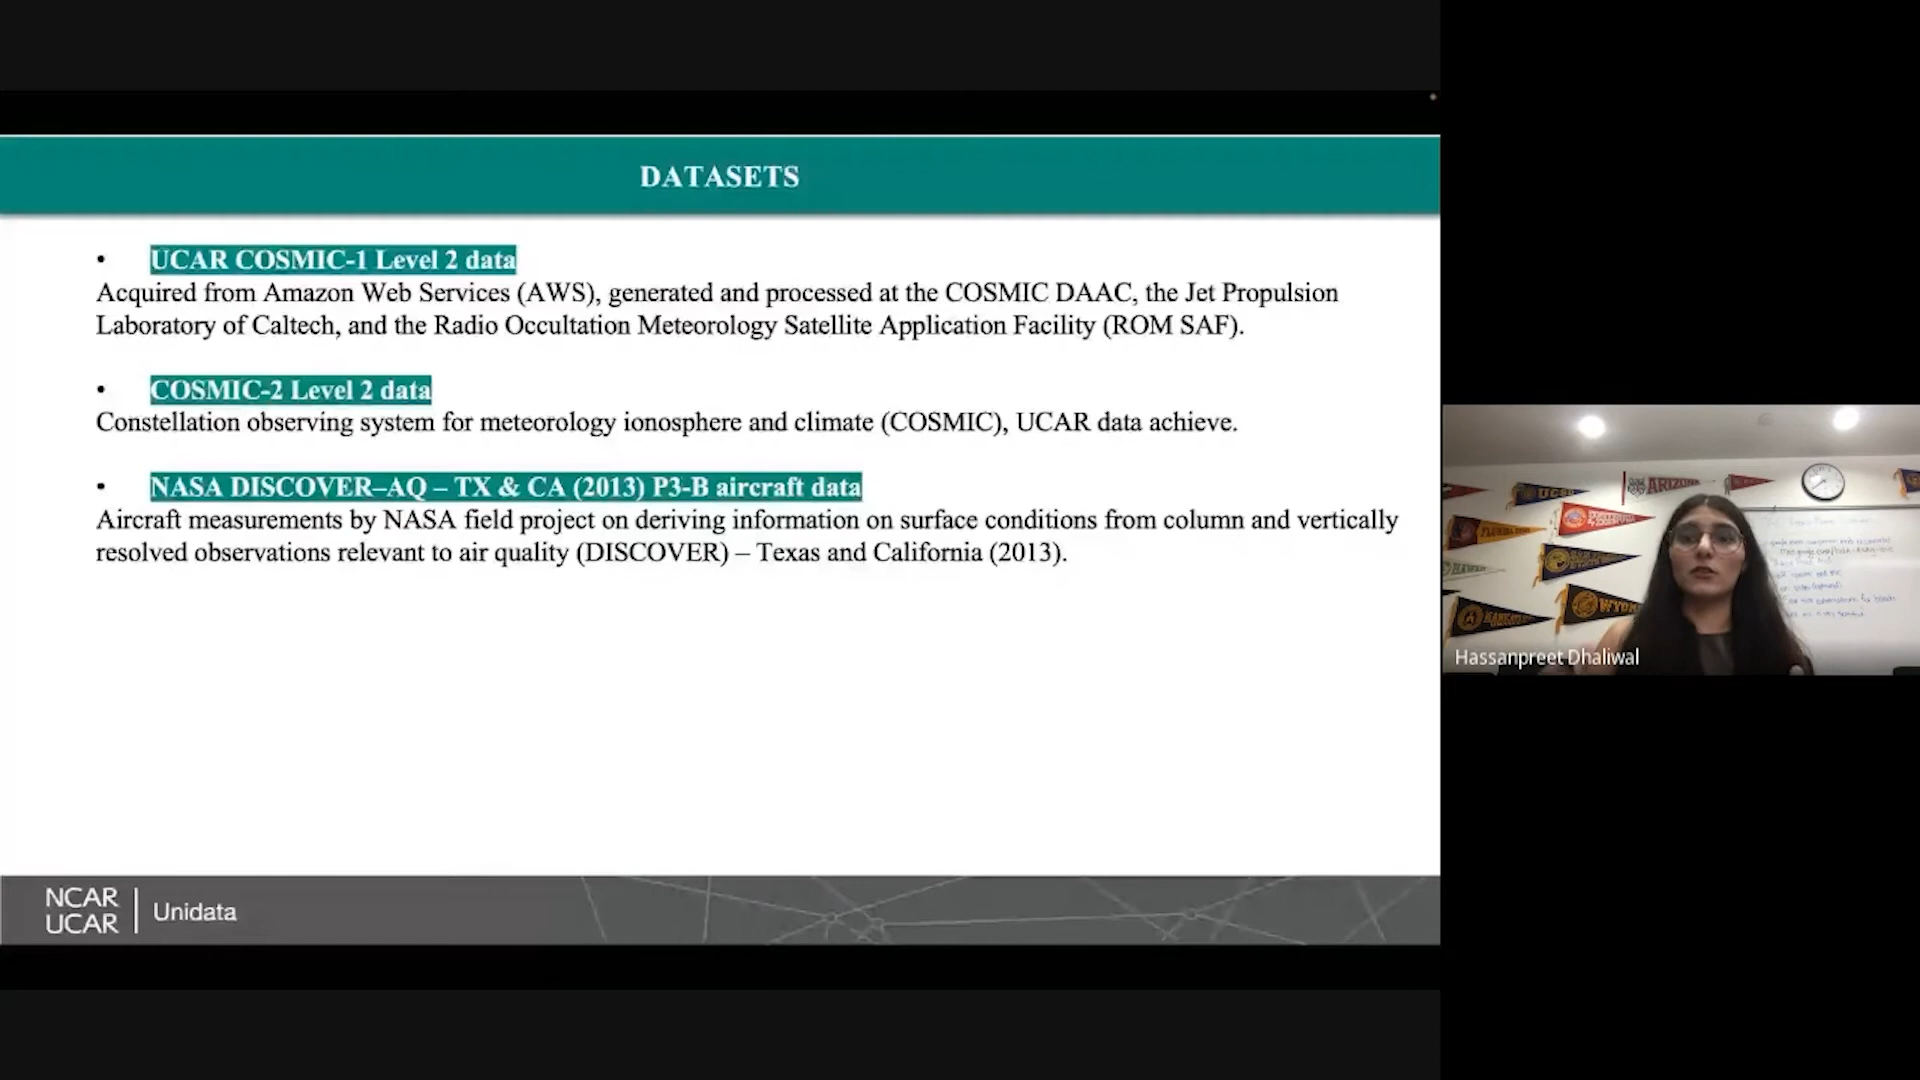 DATASETS
• UCAR COSMIC-1 Level 2 data
Acquired from Amazon Web Services (AWS), generated and processed at the COSMIC DAAC, the Jet Propulsion
Laboratory of Caltech, and the Radio Occultation Meteorology Satellite Application Facility (ROM SAF).
• COSMIC-2 Level 2 data
Constellation observing system for meteorology ionosphere and climate (COSMIC), UCAR data achieve.
• NASA DISCOVER–AQ – TX & CA (2013) P3-B aircraft data
Aircraft measurements by NASA field project on deriving information on surface conditions from column and vertically
resolved observations relevant to air quality (DISCOVER) – Texas and California (2013).
NCAR
UCAR
Unidata
UCSC
ARIZONA
FLORIDA
HAWAII
Hassanpreet Dhaliwal